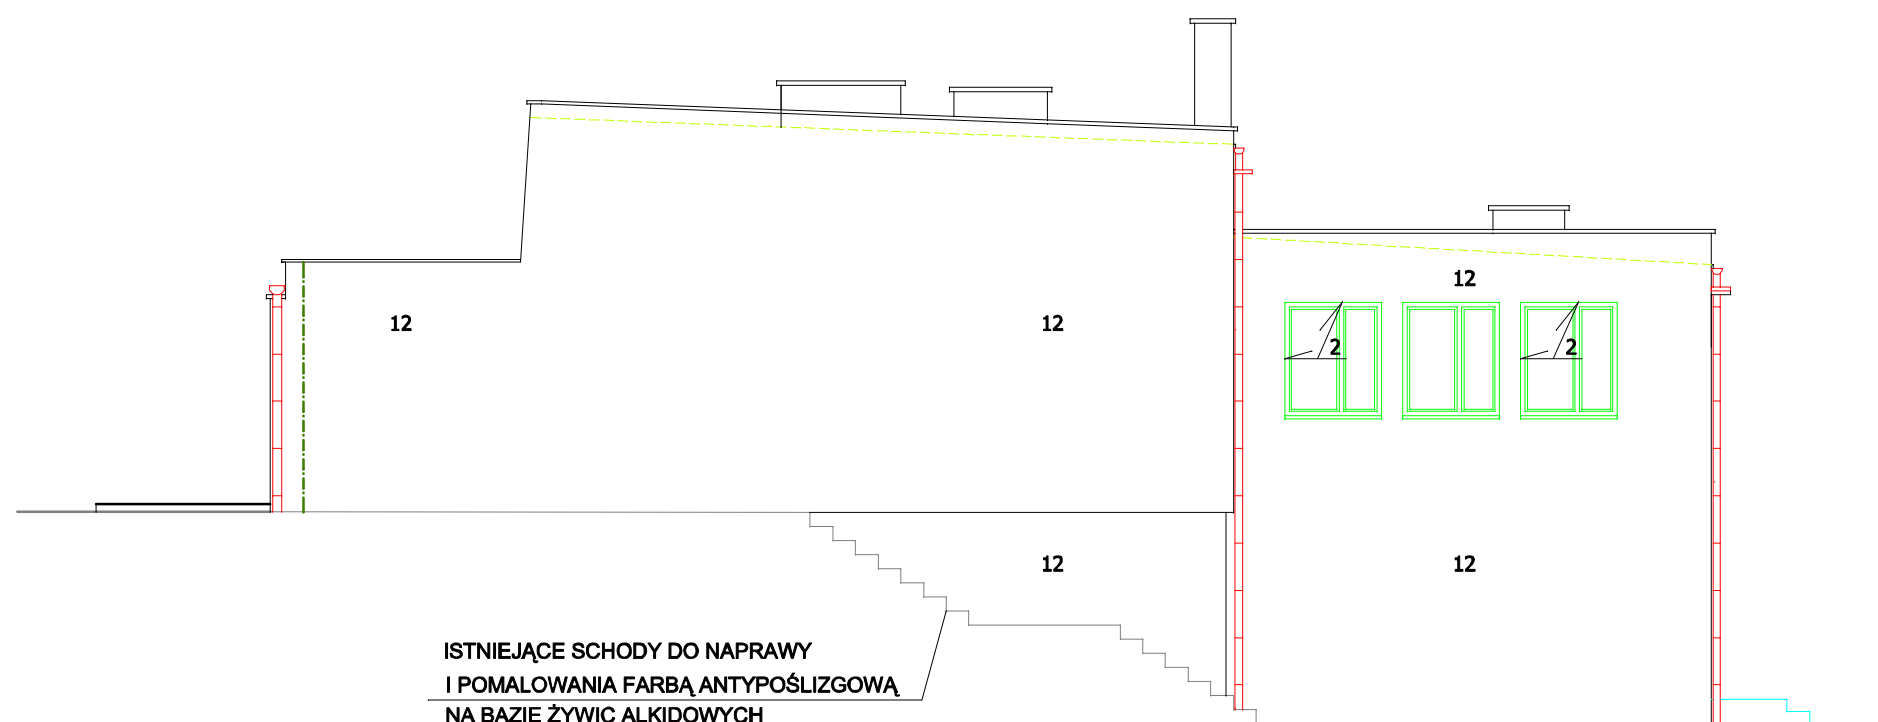 12
12
12
2
2
12
12
ISTNIEJĄCE SCHODY DO NAPRAWY
I POMALOWANIA FARBĄ ANTYPOŚLIZGOWĄ
NA BAZIE ŻYWIC ALKIDOWYCH